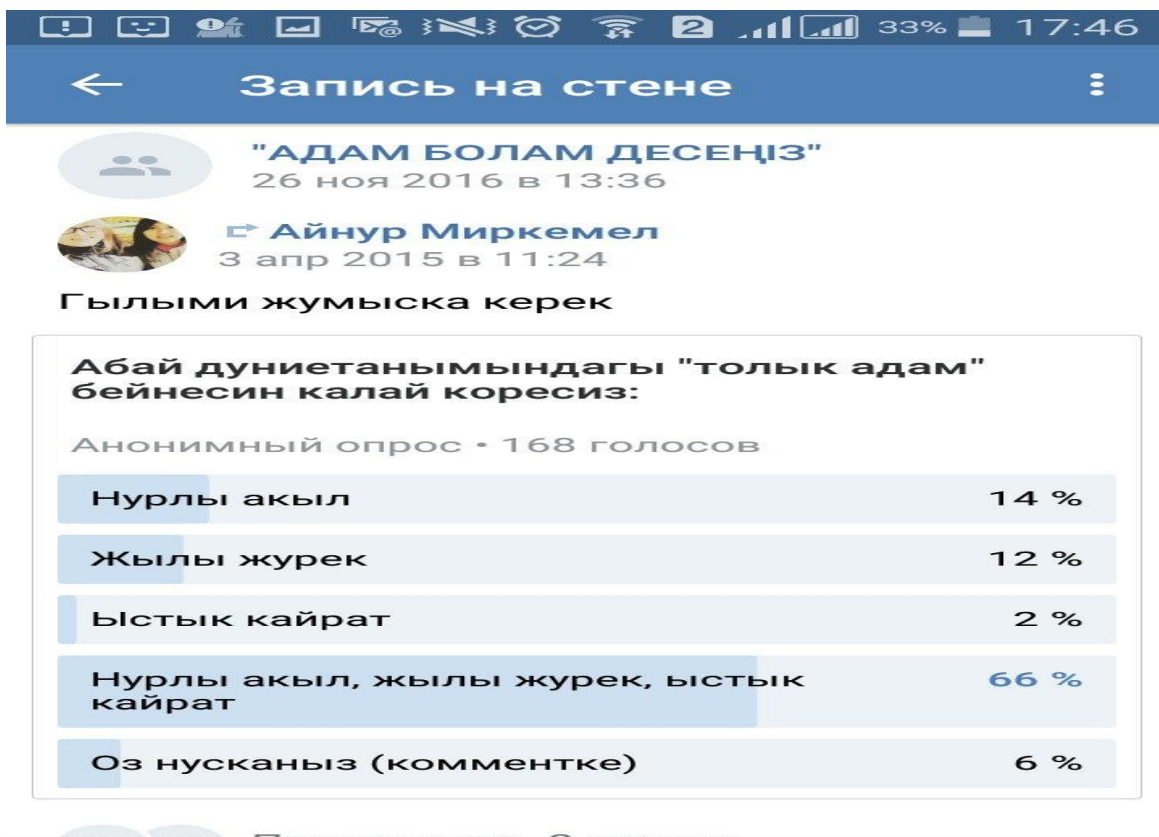 2 33% 17:46
Запись на стене
"АДАМ БОЛАМ ДЕСЕҢІЗ"
26 ноя 2016 в 13:36
Айнур Миркемел
3 апр 2015 в 11:24
Гылыми жумыска керек
Абай дуниетанымындагы "толык адам"
бейнесин калай коресиз:
Анонимный опрос • 168 голосов
Нурлы акыл 14 %
Жылы журек 12 %
Ыстык кайрат 2 %
Нурлы акыл, жылы журек, ыстык 66 %
кайрат
Оз нусканыз (комментке) 6 %